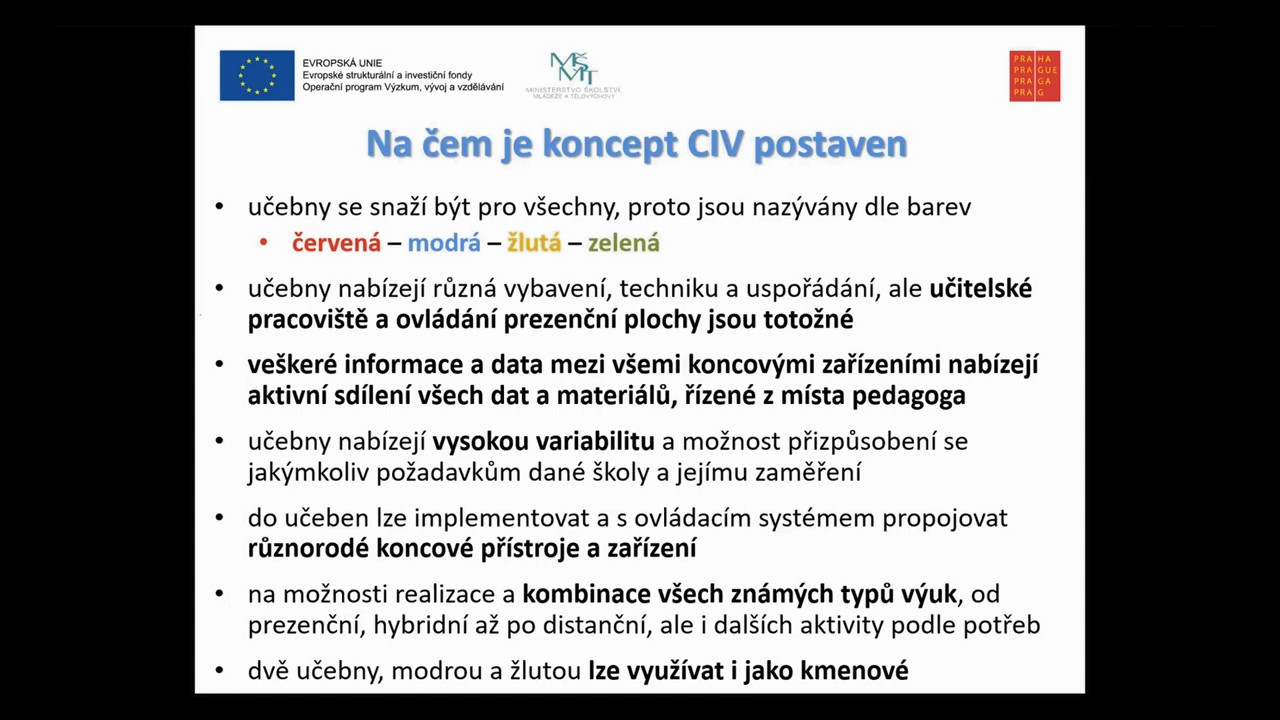 EVROPSKÁ UNIE
Evropské strukturální a investiční fondy
Operační program Výzkum, vývoj a vzdělávání
MŠMT
MINISTERSTVO ŠKOLSTVÍ,
MLÁDEŽE A TĚLOVÝCHOVY
PRA HA
PRA GUE
PRA GA
PRA G
Na čem je koncept CIV postaven
• učebny se snaží být pro všechny, proto jsou nazývány dle barev
• červená – modrá – žlutá – zelená
• učebny nabízejí různá vybavení, techniku a uspořádání, ale učitelské
pracoviště a ovládání prezenční plochy jsou totožné
• veškeré informace a data mezi všemi koncovými zařízeními nabízejí
aktivní sdílení všech dat a materiálů, řízené z místa pedagoga
• učebny nabízejí vysokou variabilitu a možnost přizpůsobení se
jakýmkoliv požadavkům dané školy a jejímu zaměření
• do učeben lze implementovat a s ovládacím systémem propojovat
různorodé koncové přístroje a zařízení
• na možnosti realizace a kombinace všech známých typů výuk, od
prezenční, hybridní až po distanční, ale i dalších aktivity podle potřeb
• dvě učebny, modrou a žlutou lze využívat i jako kmenové